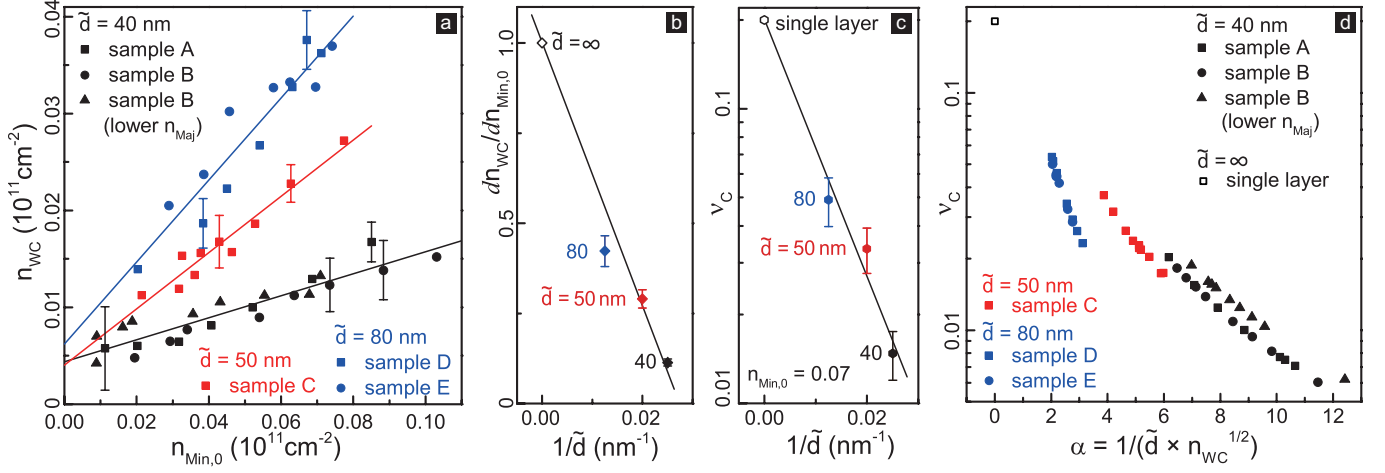 a
n_WC (10^11 cm^-2)
0.04
0.03
0.02
0.01
0
d̃ = 40 nm
sample A
sample B
sample B
(lower n_Maj)
d̃ = 50 nm
sample C
d̃ = 80 nm
sample D
sample E
0.00 0.02 0.04 0.06 0.08 0.10
n_Min,0 (10^11 cm^-2)
b
dn_WC/dn_Min,0
1.0
0.5
0
d̃ = ∞
80
d̃ = 50 nm
40
0 0.02
1/d̃ (nm^-1)
c
ν_C
0.1
0.01
single layer
80
d̃ = 50 nm
40
n_Min,0 = 0.07
0 0.02
1/d̃ (nm^-1)
d
ν_C
0.1
0.01
d̃ = 40 nm
sample A
sample B
sample B
(lower n_Maj)
d̃ = ∞
single layer
d̃ = 50 nm
sample C
d̃ = 80 nm
sample D
sample E
0 2 4 6 8 10 12
α = 1/(d̃ × n_WC^1/2)